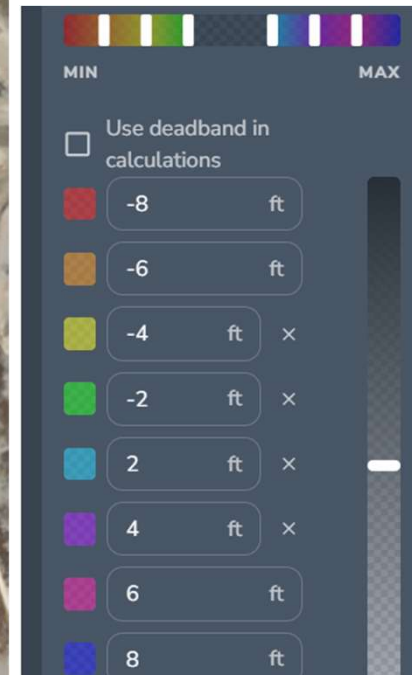 MIN MAX
Use deadband in
calculations
-8 ft
-6 ft
-4 ft ×
-2 ft ×
2 ft ×
4 ft ×
6 ft
8 ft